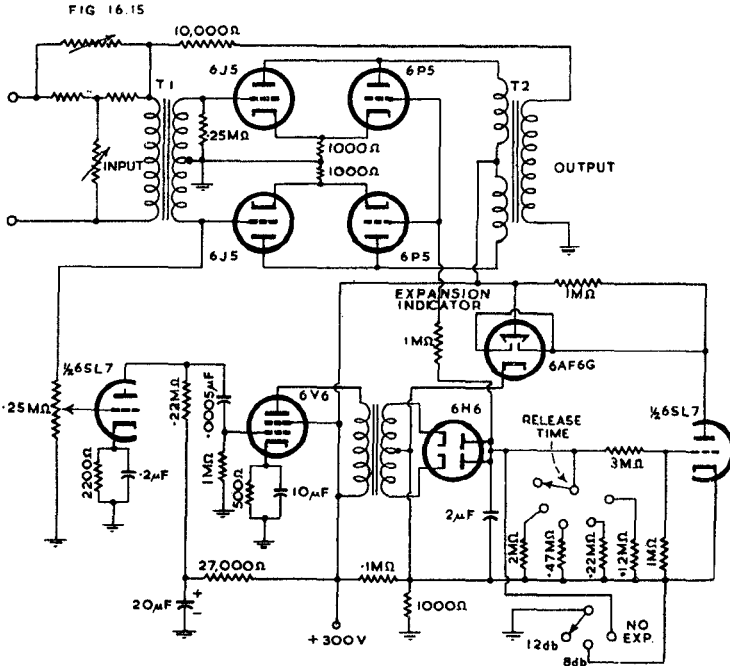 FIG 16.15
10,000Ω
T1
6J5
6P5
T2
.25MΩ
1000Ω
1000Ω
INPUT
OUTPUT
6J5
6P5
EXPANSION
INDICATOR
1MΩ
1MΩ
6AF6G
½6SL7
.25MΩ
.22MΩ
.0005μF
6V6
6H6
RELEASE
TIME
½6SL7
3MΩ
2200Ω
.2μF
1MΩ
500Ω
10μF
2μF
2MΩ
.47MΩ
.22MΩ
.12MΩ
1MΩ
27,000Ω
.1MΩ
20μF
+
-
1000Ω
+300V
12db
8db
NO
EXP.